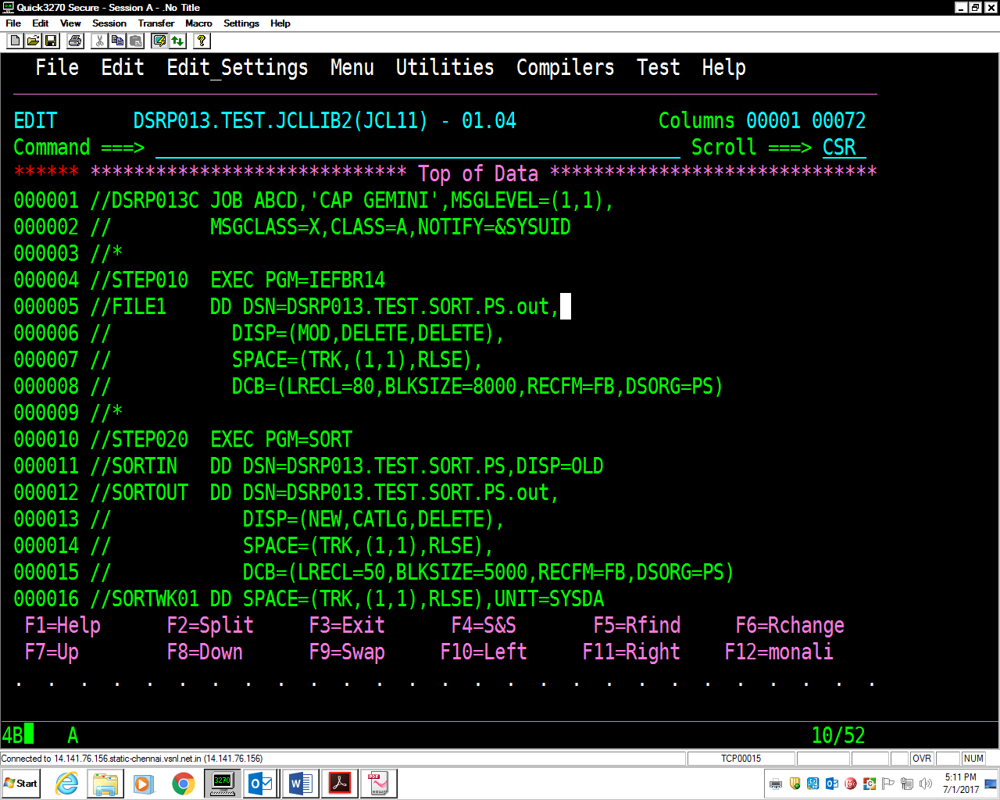 Quick3270 Secure - Session A - .No Title
File Edit View Session Transfer Macro Settings Help
File Edit Edit_Settings Menu Utilities Compilers Test Help
EDIT DSRP013.TEST.JCLLIB2(JCL11) - 01.04 Columns 00001 00072
Command ===> Scroll ===> CSR
****** ***************************** Top of Data ******************************
000001 //DSRP013C JOB ABCD,'CAP GEMINI',MSGLEVEL=(1,1),
000002 // MSGCLASS=X,CLASS=A,NOTIFY=&SYSUID
000003 //*
000004 //STEP010 EXEC PGM=IEFBR14
000005 //FILE1 DD DSN=DSRP013.TEST.SORT.PS.out,
000006 // DISP=(MOD,DELETE,DELETE),
000007 // SPACE=(TRK,(1,1),RLSE),
000008 // DCB=(LRECL=80,BLKSIZE=8000,RECFM=FB,DSORG=PS)
000009 //*
000010 //STEP020 EXEC PGM=SORT
000011 //SORTIN DD DSN=DSRP013.TEST.SORT.PS,DISP=OLD
000012 //SORTOUT DD DSN=DSRP013.TEST.SORT.PS.out,
000013 // DISP=(NEW,CATLG,DELETE),
000014 // SPACE=(TRK,(1,1),RLSE),
000015 // DCB=(LRECL=50,BLKSIZE=5000,RECFM=FB,DSORG=PS)
000016 //SORTWK01 DD SPACE=(TRK,(1,1),RLSE),UNIT=SYSDA
F1=Help F2=Split F3=Exit F4=S&S F5=Rfind F6=Rchange
F7=Up F8=Down F9=Swap F10=Left F11=Right F12=monali
. . . . . . . . . . . . . . . . . . . . . . . . . . .
4B A 10/52
Connected to 14.141.76.156.static-chennai.vsnl.net.in (14.141.76.156) TCP00015 OVR NUM
Start 3270 5:11 PM
7/1/2017